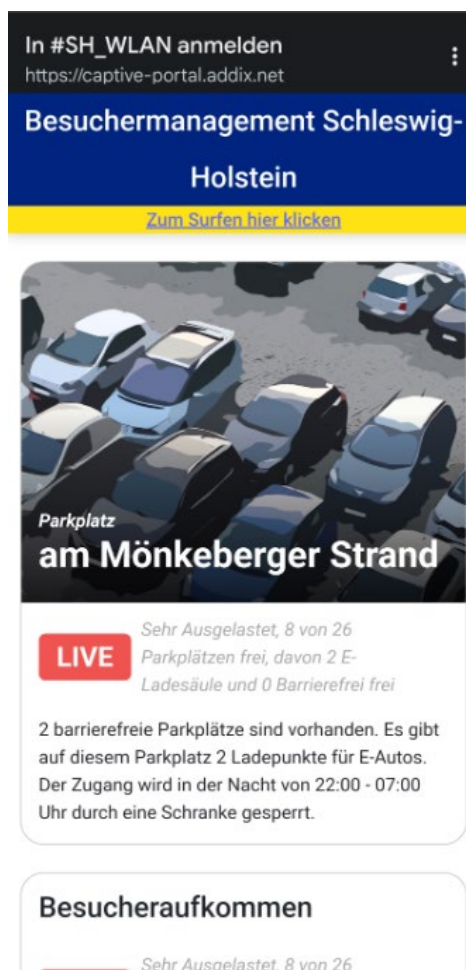 In #SH_WLAN anmelden
https://captive-portal.addix.net
Besuchermanagement Schleswig-
Holstein
Zum Surfen hier klicken
Parkplatz
am Mönkeberger Strand
LIVE
Sehr Ausgelastet, 8 von 26
Parkplätzen frei, davon 2 E-
Ladesäule und 0 Barrierefrei frei
2 barrierefreie Parkplätze sind vorhanden. Es gibt
auf diesem Parkplatz 2 Ladepunkte für E-Autos.
Der Zugang wird in der Nacht von 22:00 - 07:00
Uhr durch eine Schranke gesperrt.
Besucheraufkommen
Sehr Ausgelastet, 8 von 26